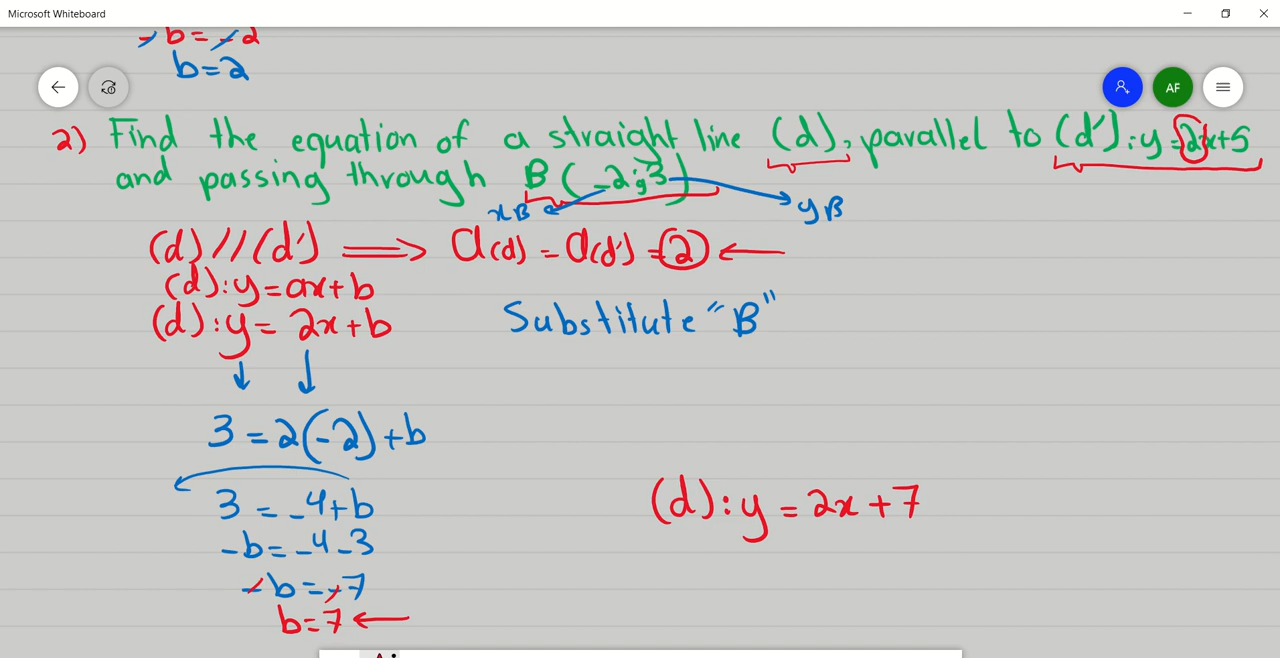 Microsoft Whiteboard
-b = -2
b = 2
AF
2) Find the equation of a straight line (d), parallel to (d'): y = 2x+5
and passing through B (-2;3)
xB
yB
(d) // (d') ⟹ a(d) = a(d') = 2 ←
(d): y = ax + b
(d): y = 2x + b
Substitute "B"
3 = 2(-2) + b
3 = -4 + b
-b = -4 -3
-b = -7
b = 7 ←
(d): y = 2x + 7